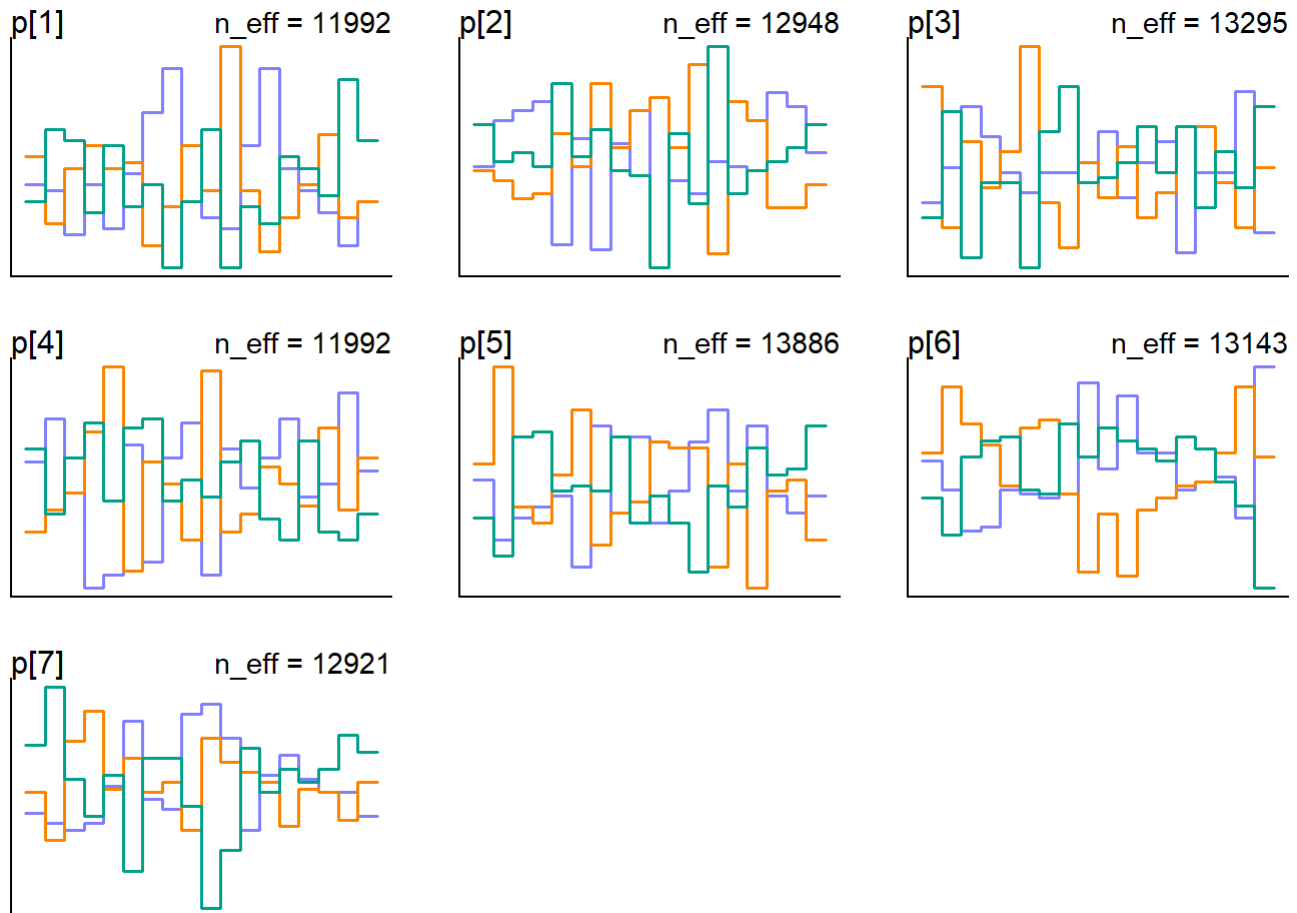 p[1] n_eff = 11992
p[2] n_eff = 12948
p[3] n_eff = 13295
p[4] n_eff = 11992
p[5] n_eff = 13886
p[6] n_eff = 13143
p[7] n_eff = 12921